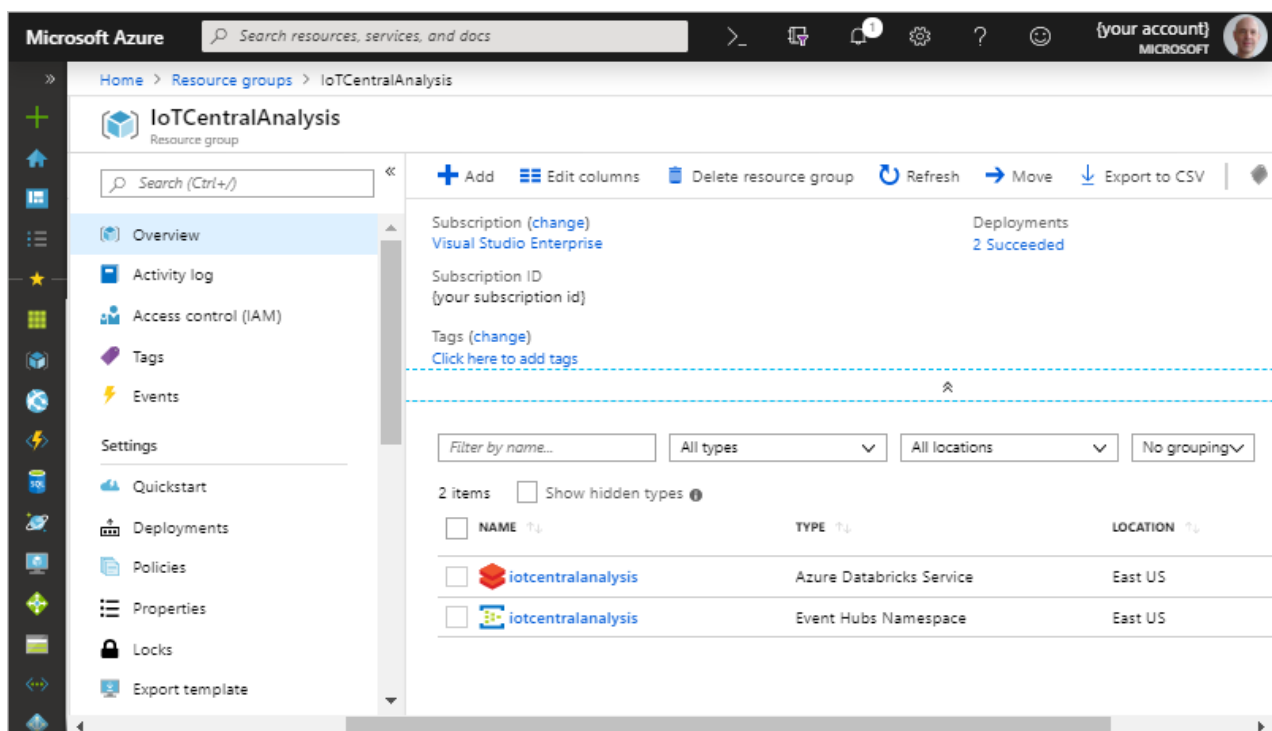 Microsoft Azure
Search resources, services, and docs
>_
1
?
{your account}
MICROSOFT
»
Home > Resource groups > IoTCentralAnalysis
IoTCentralAnalysis
Resource group
Search (Ctrl+/)
«
Add
Edit columns
Delete resource group
Refresh
Move
Export to CSV
Overview
Activity log
Access control (IAM)
Tags
Events
Settings
Quickstart
Deployments
Policies
Properties
Locks
Export template
SQL
Subscription (change)
Visual Studio Enterprise
Deployments
2 Succeeded
Subscription ID
{your subscription id}
Tags (change)
Click here to add tags
Filter by name...
All types
All locations
No grouping
2 items
Show hidden types
NAME
TYPE
LOCATION
iotcentralanalysis
Azure Databricks Service
East US
iotcentralanalysis
Event Hubs Namespace
East US